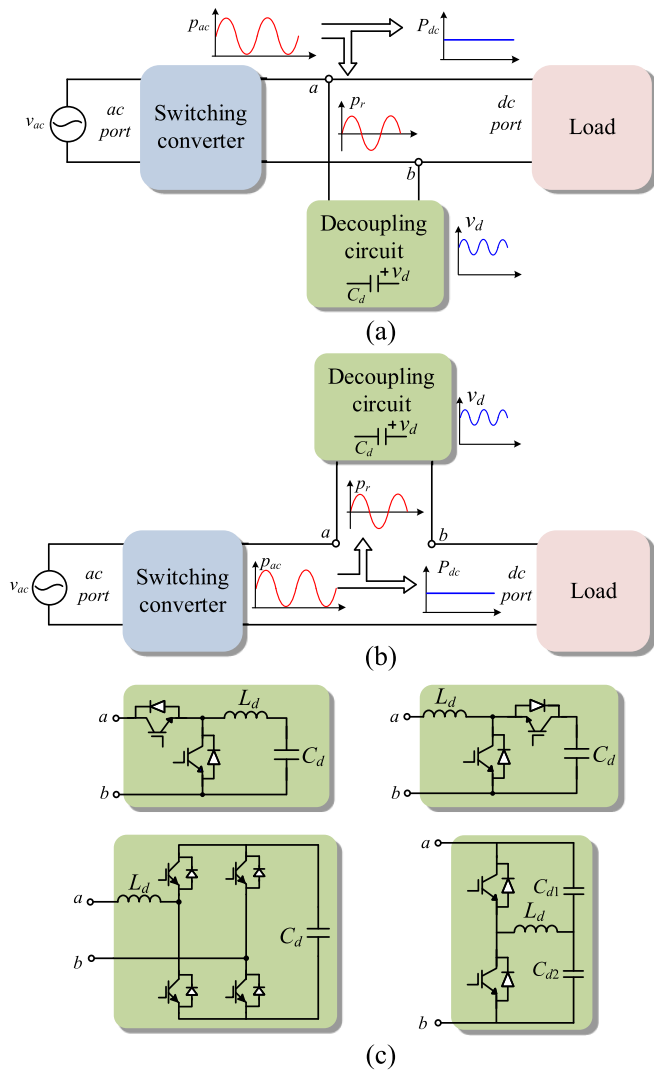 p_ac
P_dc
a
v_ac
ac
port
Switching
converter
p_r
dc
port
Load
b
Decoupling
circuit
+v_d
C_d
v_d
(a)
Decoupling
circuit
+v_d
C_d
v_d
p_r
a
b
v_ac
ac
port
Switching
converter
p_ac
P_dc
dc
port
Load
(b)
a
L_d
C_d
b
a
L_d
C_d
b
a
L_d
C_d
b
a
C_d1
L_d
C_d2
b
(c)